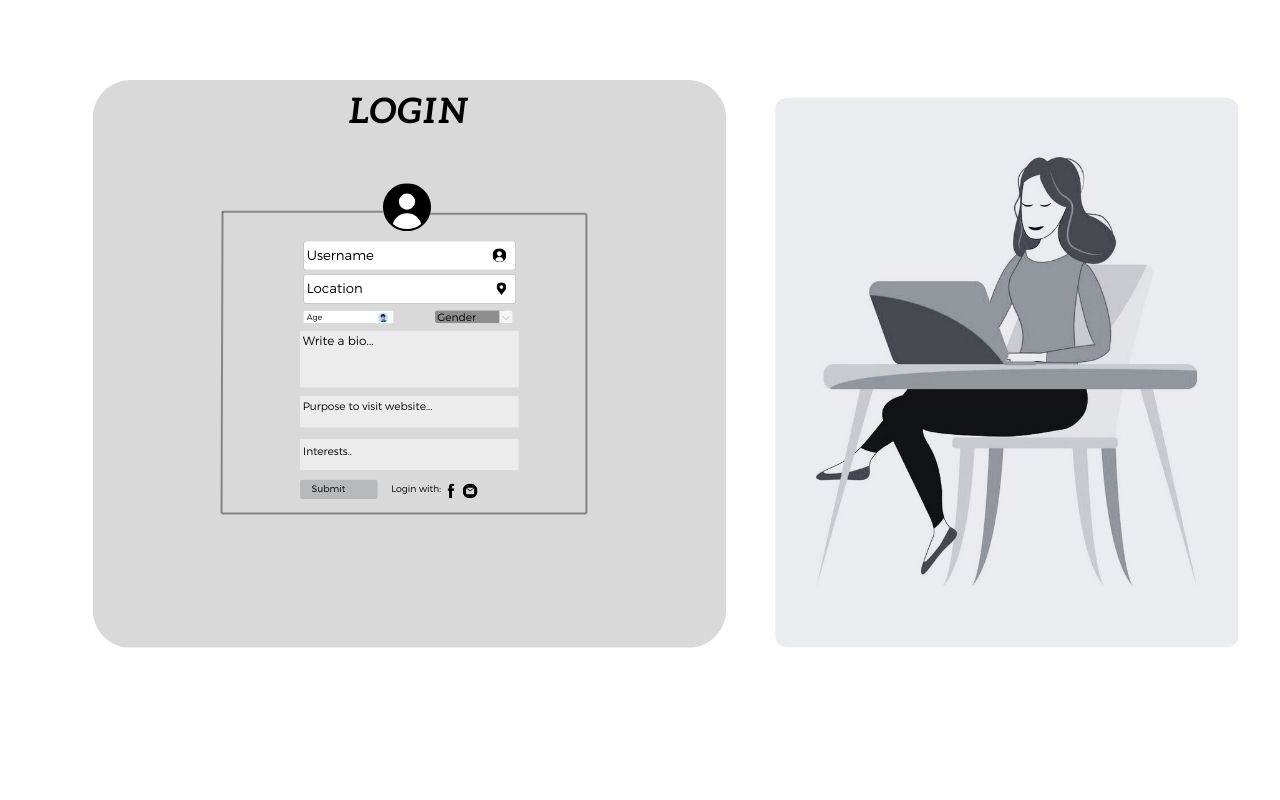 LOGIN
Username
Location
Age
Gender
Write a bio...
Purpose to visit website...
Interests..
Submit
Login with: